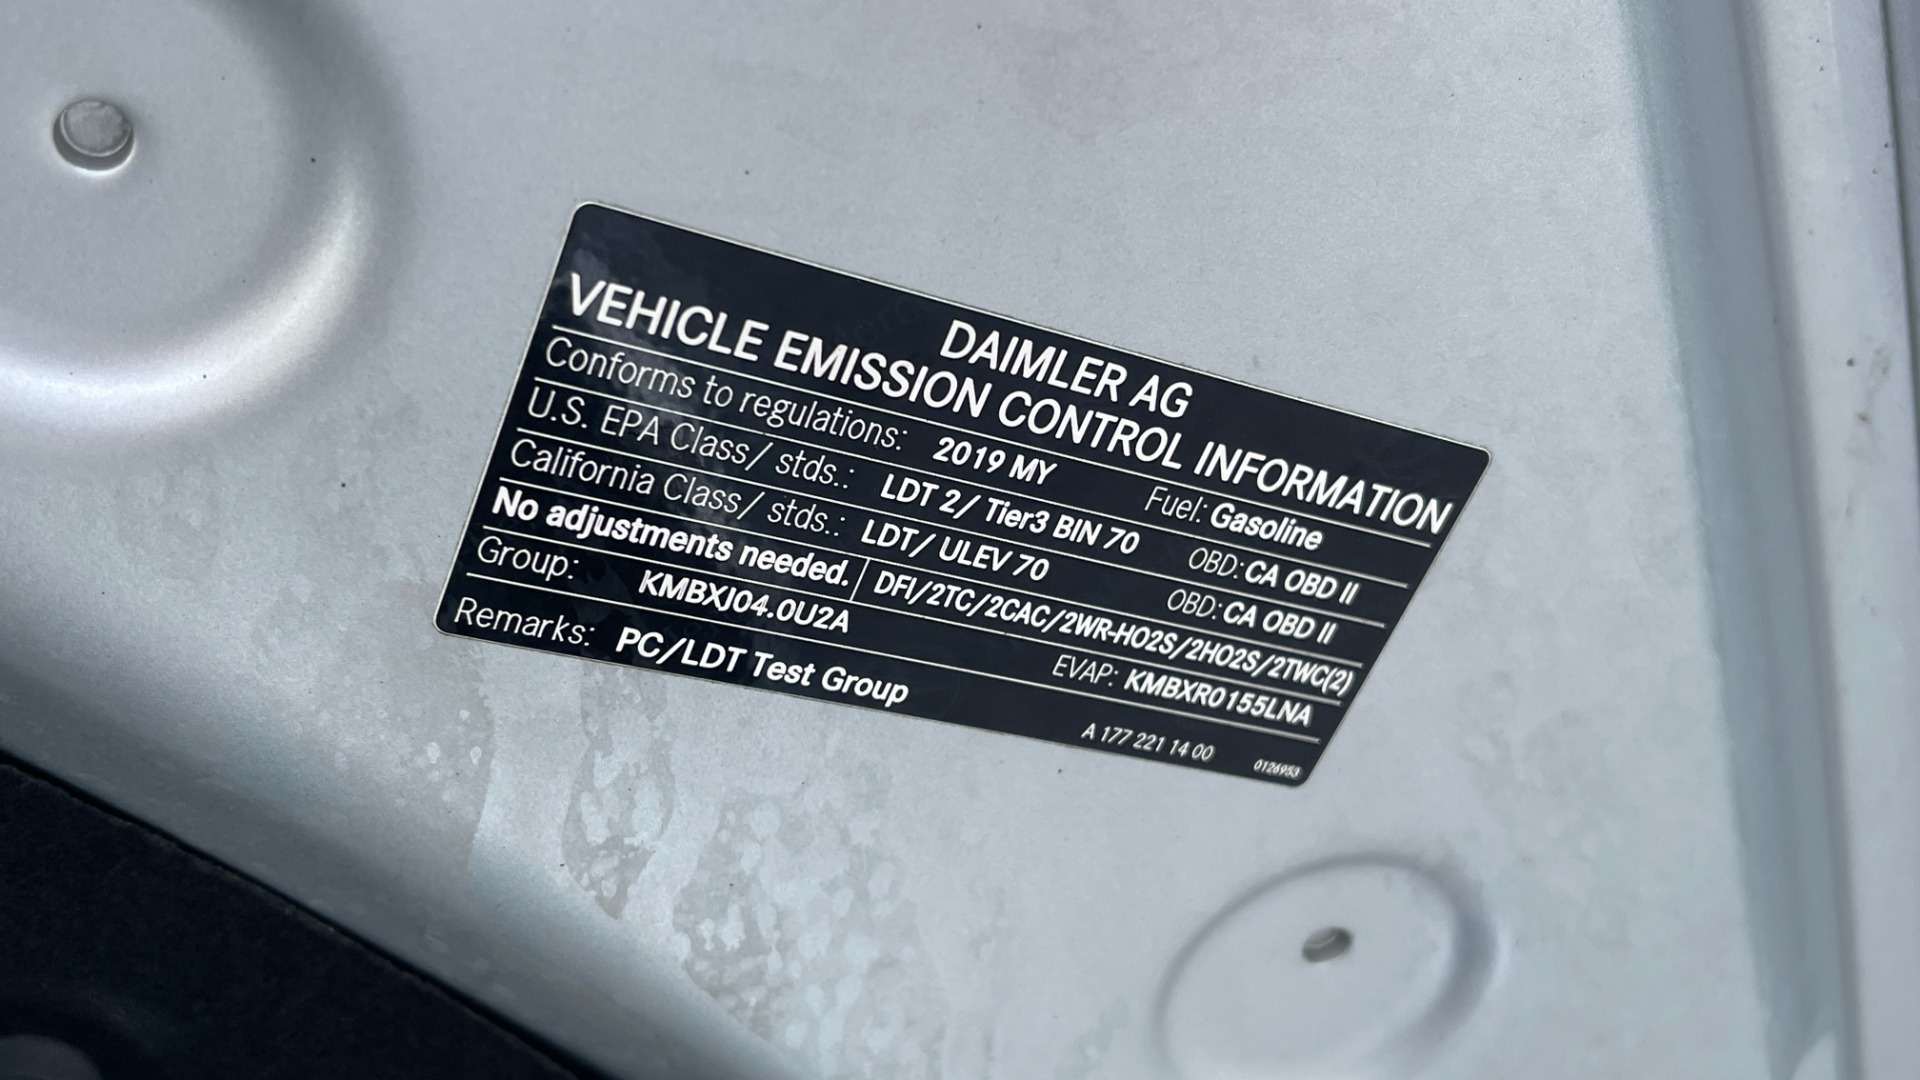 DAIMLER AG
VEHICLE EMISSION CONTROL INFORMATION
Conforms to regulations: 2019 MY Fuel: Gasoline
U.S. EPA Class/ stds.: LDT 2/ Tier3 BIN 70 OBD: CA OBD II
California Class/ stds.: LDT/ ULEV 70 OBD: CA OBD II
No adjustments needed. DFI/2TC/2CAC/2WR-HO2S/2HO2S/2TWC(2)
Group: KMBXJ04.0U2A EVAP: KMBXR0155LNA
Remarks: PC/LDT Test Group
A 177 221 14 00 0126953